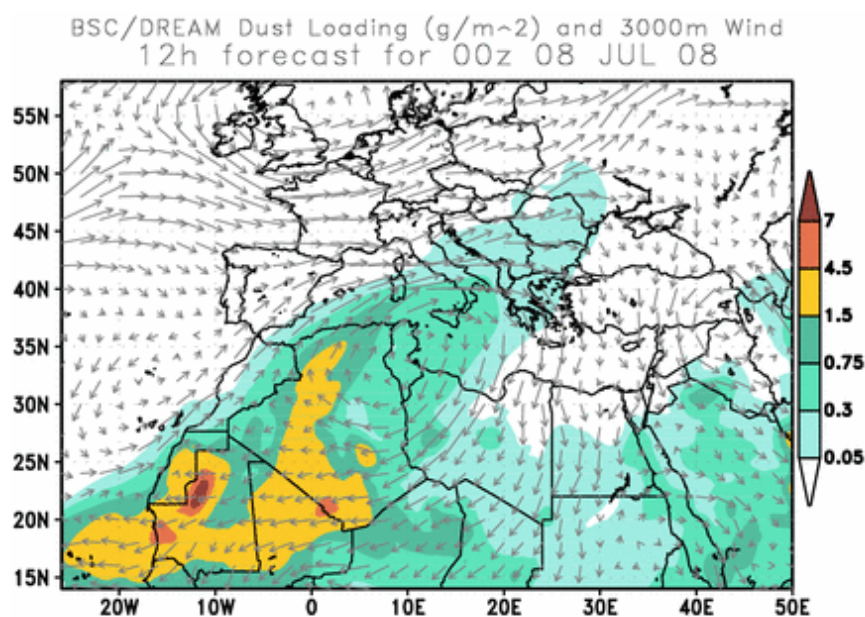 BSC/DREAM Dust Loading (g/m^2) and 3000m Wind
12h forecast for 00z 08 JUL 08
55N
50N
45N
40N
35N
30N
25N
20N
15N
20W 10W 0 10E 20E 30E 40E 50E
7
4.5
1.5
0.75
0.3
0.05